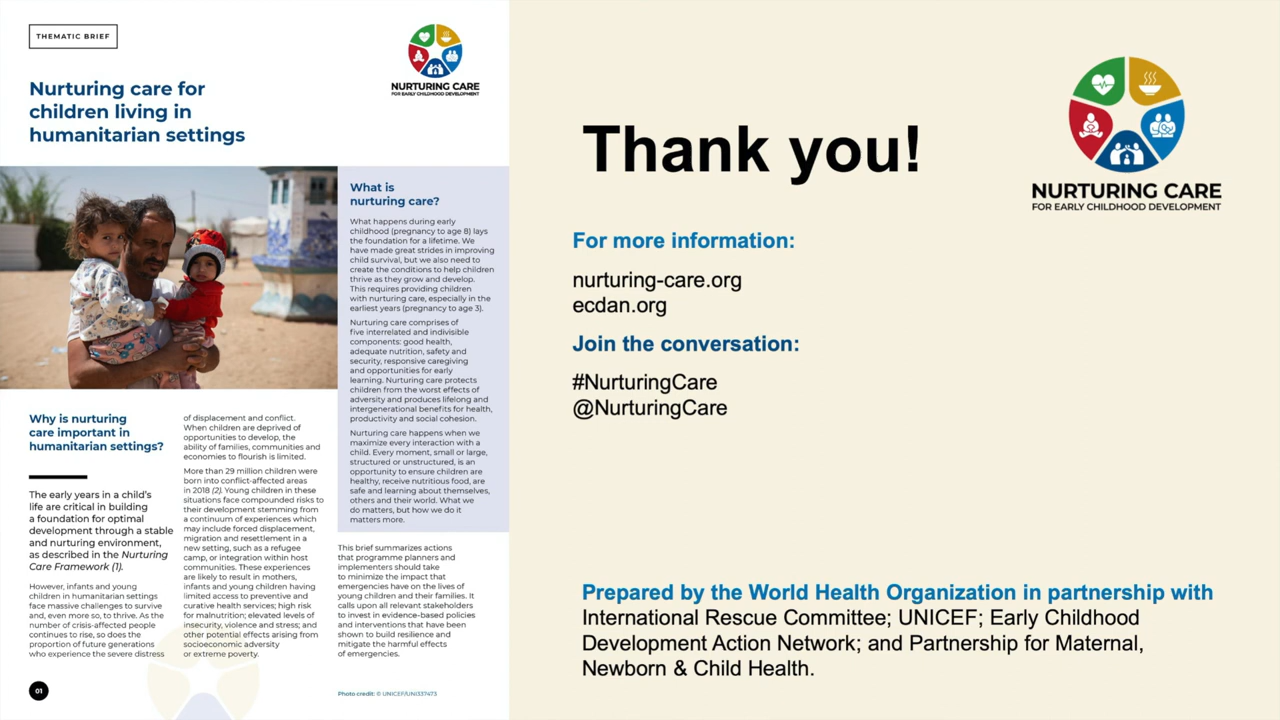 THEMATIC BRIEF
NURTURING CARE
FOR EARLY CHILDHOOD DEVELOPMENT
Nurturing care for
children living in
humanitarian settings
What is
nurturing care?
What happens during early
childhood (pregnancy to age 8) lays
the foundation for a lifetime. We
have made great strides in improving
child survival, but we also need to
create the conditions to help children
thrive as they grow and develop.
This requires providing children
with nurturing care, especially in the
earliest years (pregnancy to age 3).
Nurturing care comprises of
five interrelated and indivisible
components: good health,
adequate nutrition, safety and
security, responsive caregiving
and opportunities for early
learning. Nurturing care protects
children from the worst effects of
adversity and produces lifelong and
intergenerational benefits for health,
productivity and social cohesion.
Nurturing care happens when we
maximize every interaction with a
child. Every moment, small or large,
structured or unstructured, is an
opportunity to ensure children are
healthy, receive nutritious food, are
safe and learning about themselves,
others and their world. What we
do matters, but how we do it
matters more.
Why is nurturing
care important in
humanitarian settings?
The early years in a child's
life are critical in building
a foundation for optimal
development through a stable
and nurturing environment,
as described in the Nurturing
Care Framework (1).
However, infants and young
children in humanitarian settings
face massive challenges to survive
and, even more so, to thrive. As the
number of crisis-affected people
continues to rise, so does the
proportion of future generations
who experience the severe distress
of displacement and conflict.
When children are deprived of
opportunities to develop, the
ability of families, communities and
economies to flourish is limited.
More than 29 million children were
born into conflict-affected areas
in 2018 (2). Young children in these
situations face compounded risks to
their development stemming from
a continuum of experiences which
may include forced displacement,
migration and resettlement in a
new setting, such as a refugee
camp, or integration within host
communities. These experiences
are likely to result in mothers,
infants and young children having
limited access to preventive and
curative health services; high risk
for malnutrition; elevated levels of
insecurity, violence and stress; and
other potential effects arising from
socioeconomic adversity
or extreme poverty.
This brief summarizes actions
that programme planners and
implementers should take
to minimize the impact that
emergencies have on the lives of
young children and their families. It
calls upon all relevant stakeholders
to invest in evidence-based policies
and interventions that have been
shown to build resilience and
mitigate the harmful effects
of emergencies.
01
Photo credit: © UNICEF/UNI337473
Thank you!
NURTURING CARE
FOR EARLY CHILDHOOD DEVELOPMENT
For more information:
nurturing-care.org
ecdan.org
Join the conversation:
#NurturingCare
@NurturingCare
Prepared by the World Health Organization in partnership with
International Rescue Committee; UNICEF; Early Childhood
Development Action Network; and Partnership for Maternal,
Newborn & Child Health.